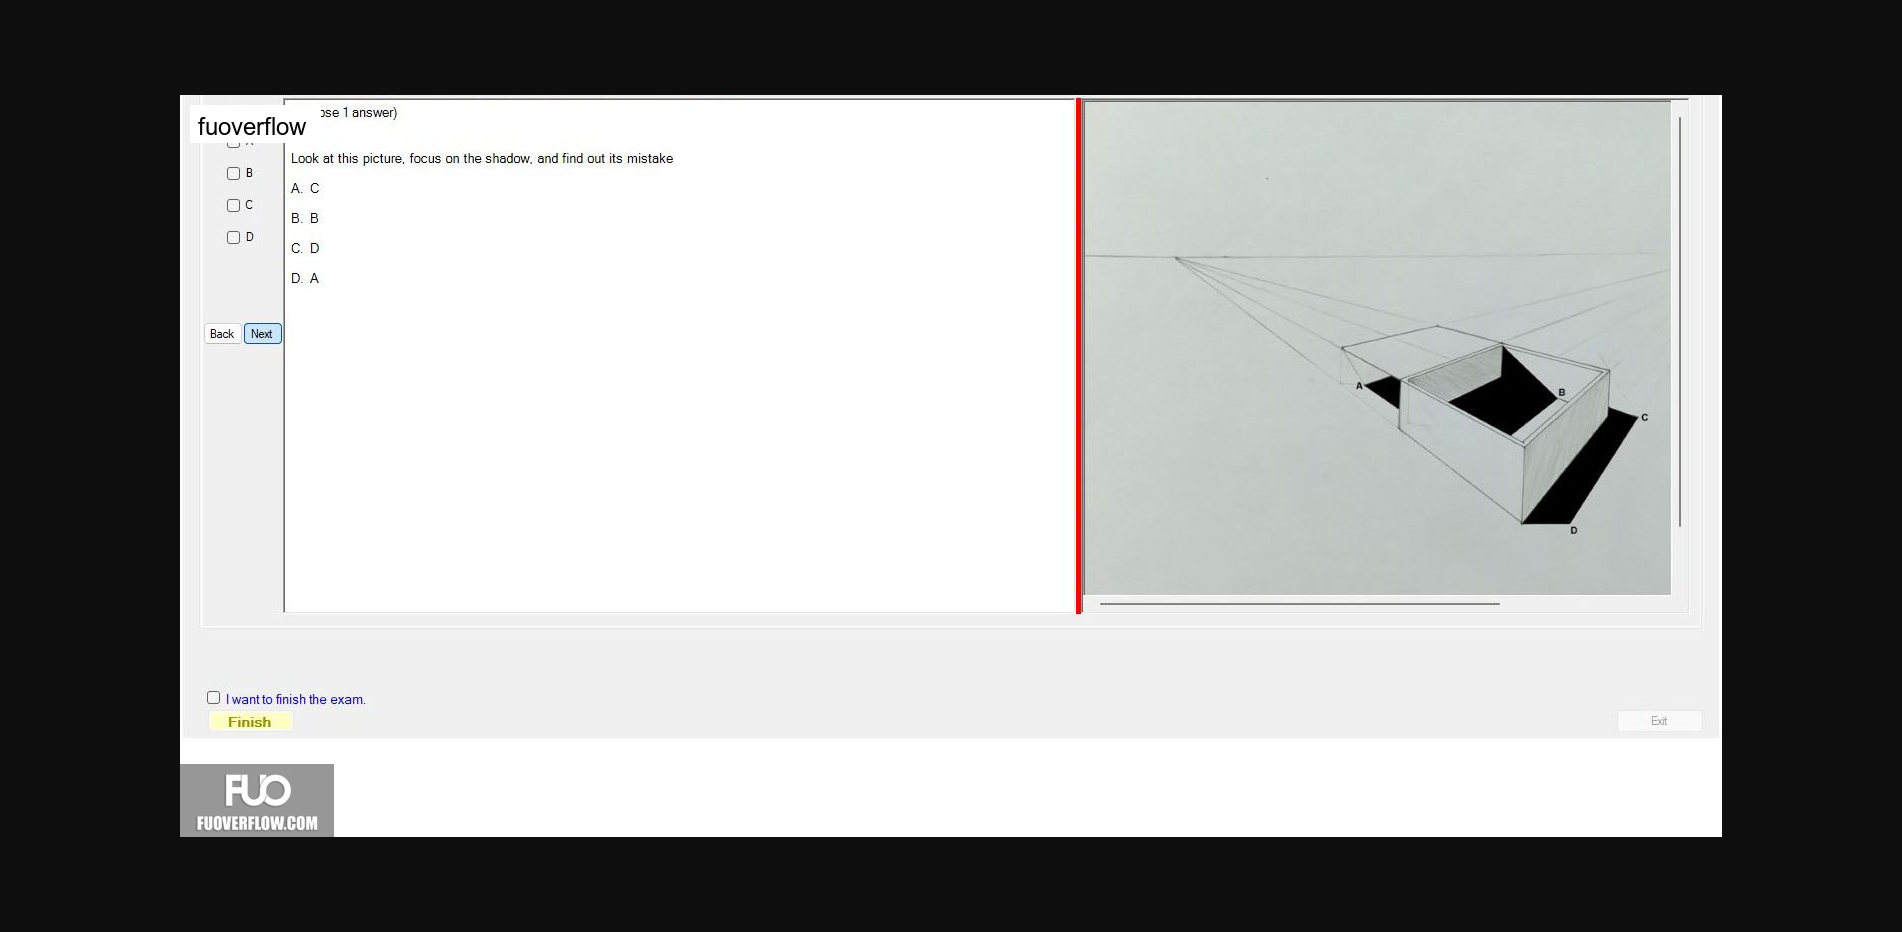 fuoverflow
ose 1 answer)
B
C
D
Look at this picture, focus on the shadow, and find out its mistake
A. C
B. B
C. D
D. A
Back
Next
A
B
C
D
I want to finish the exam.
Finish
Exit
FUO
FUOVERFLOW.COM